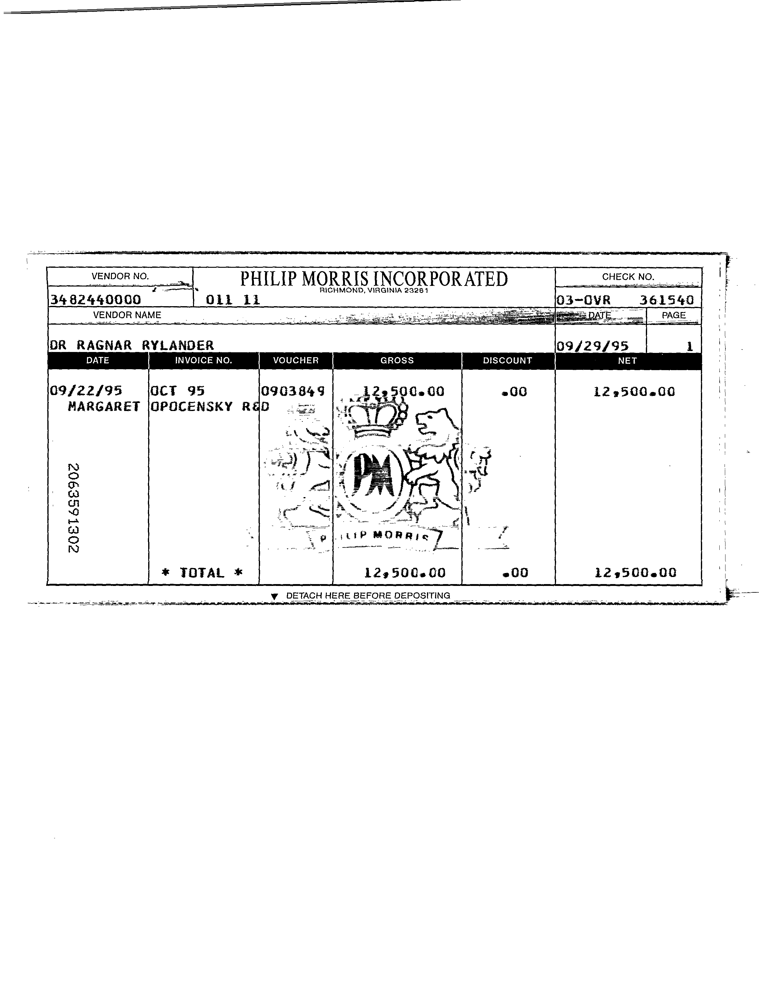 VENDOR NO. PHILIP MORRIS INCORPORATED CHECK NO.
RICHMOND, VIRGINIA 23261
3482440000 011 11 03-OVR 361540
VENDOR NAME DATE PAGE
DR RAGNAR RYLANDER 09/29/95 1
DATE INVOICE NO. VOUCHER GROSS DISCOUNT NET
09/22/95 OCT 95 0903849 12,500.00 .00 12,500.00
MARGARET OPOCENSKY R&D
PM
PHILIP MORRIS
2063591302
* TOTAL * 12,500.00 .00 12,500.00
▼ DETACH HERE BEFORE DEPOSITING